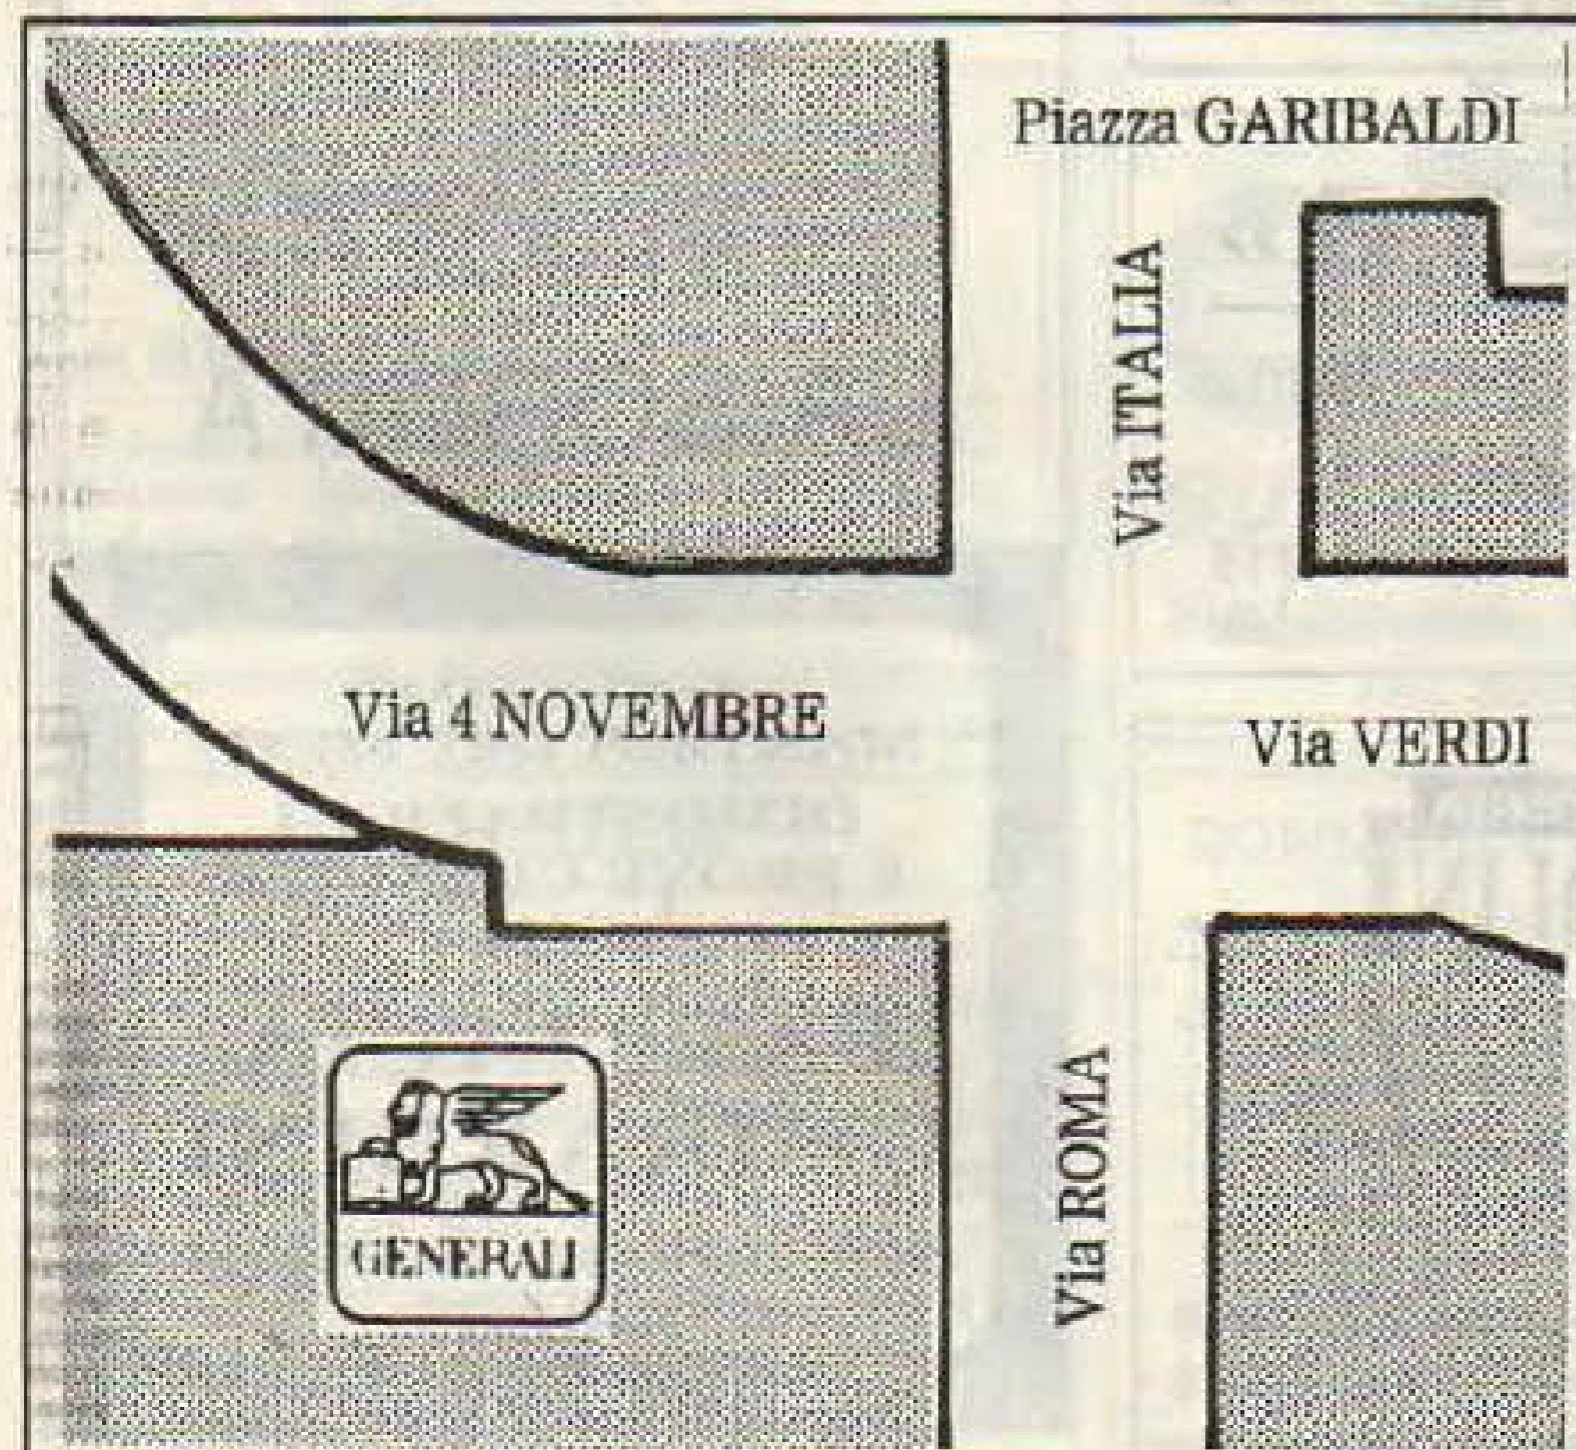 Piazza GARIBALDI
Via ITALIA
Via 4 NOVEMBRE
Via VERDI
GENERALI
Via ROMA